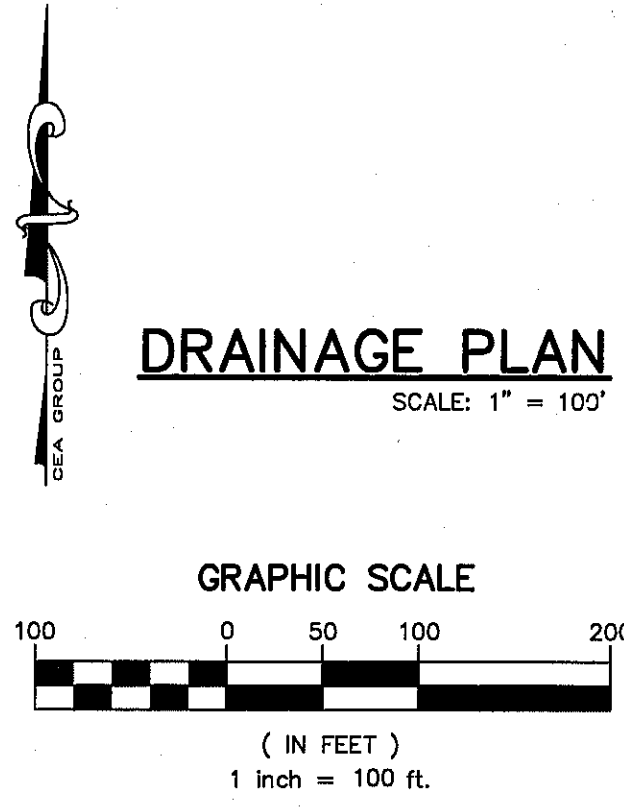 CEA GROUP
DRAINAGE PLAN
SCALE: 1" = 100'
GRAPHIC SCALE
100 0 50 100 200
( IN FEET )
1 inch = 100 ft.